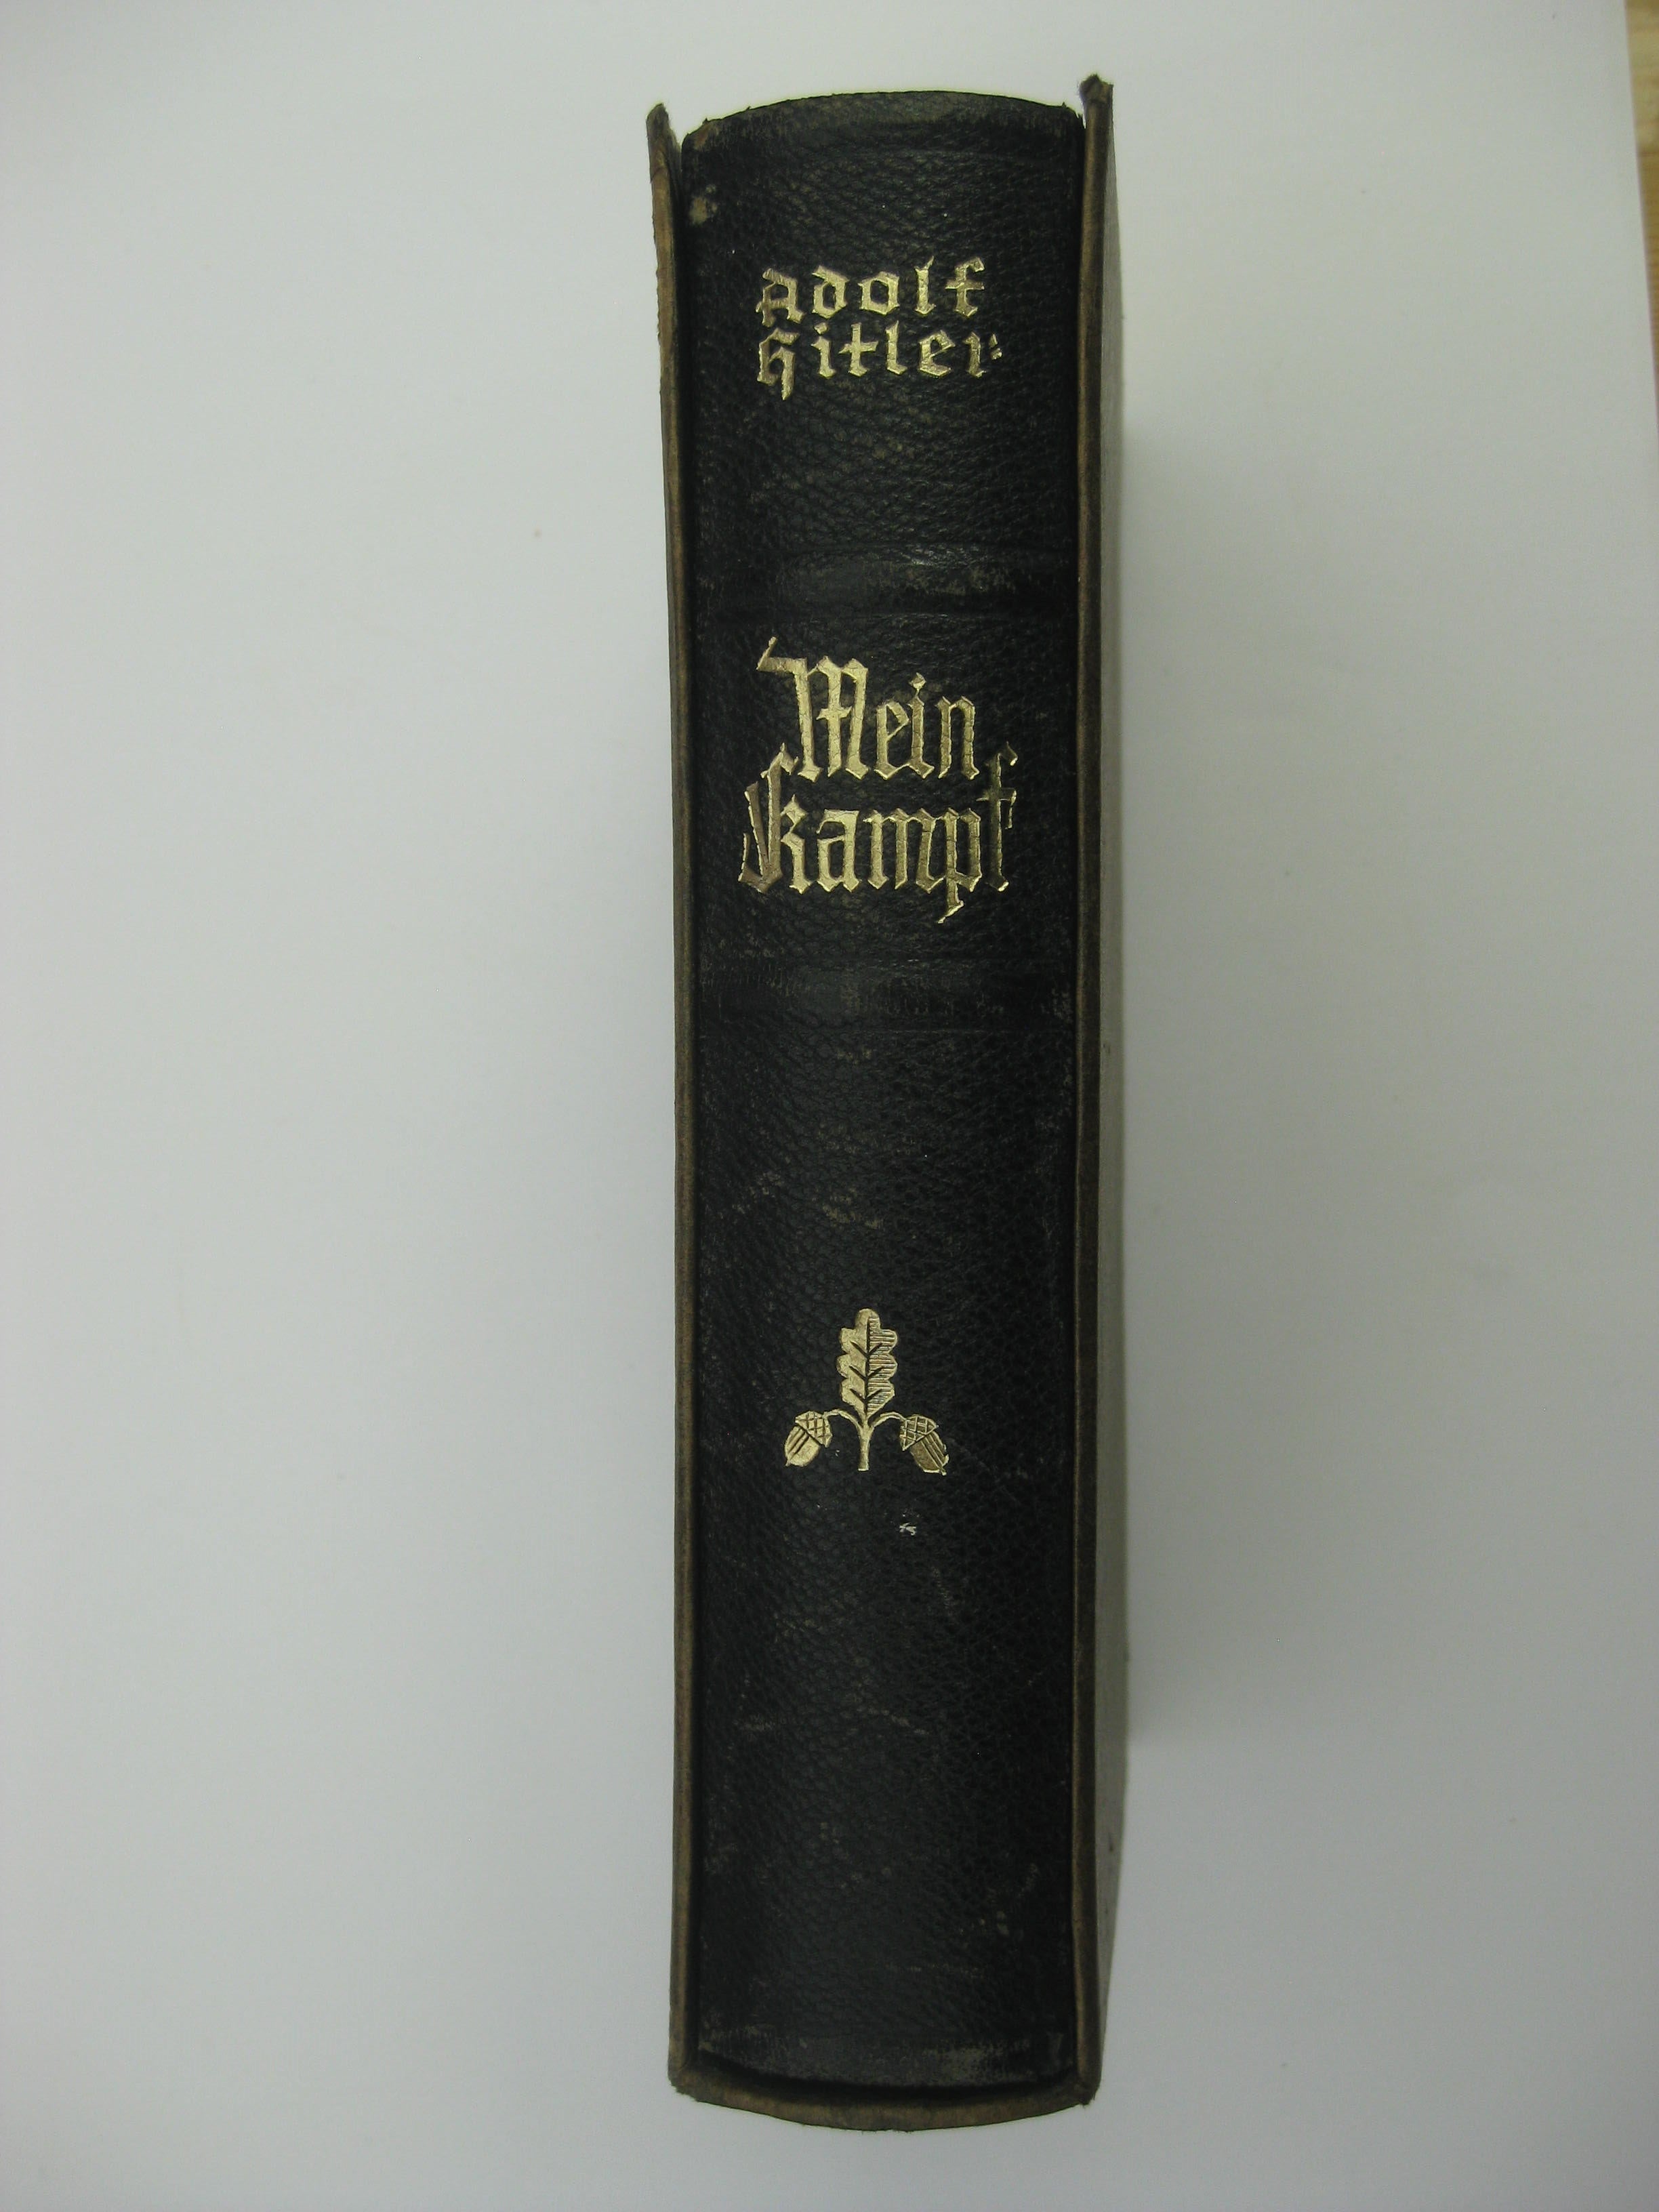 Adolf
Hitler
Mein
Kampf